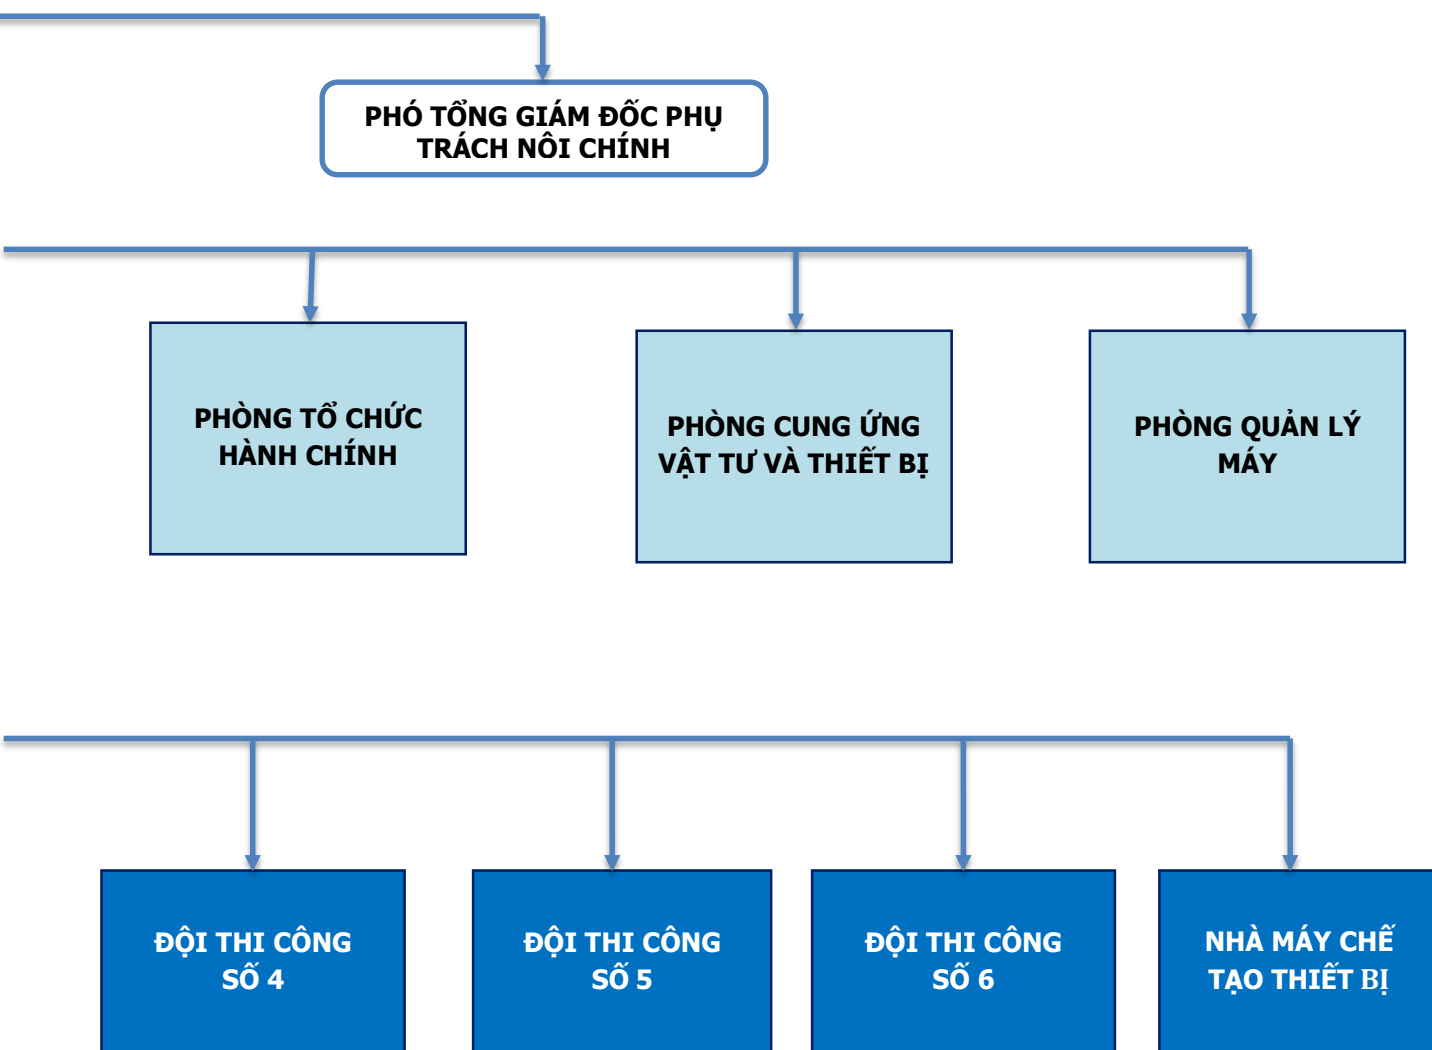 PHÓ TỔNG GIÁM ĐỐC PHỤ
TRÁCH NÔI CHÍNH
PHÒNG TỔ CHỨC
HÀNH CHÍNH
PHÒNG CUNG ỨNG
VẬT TƯ VÀ THIẾT BỊ
PHÒNG QUẢN LÝ
MÁY
ĐỘI THI CÔNG
SỐ 4
ĐỘI THI CÔNG
SỐ 5
ĐỘI THI CÔNG
SỐ 6
NHÀ MÁY CHẾ
TẠO THIẾT BỊ